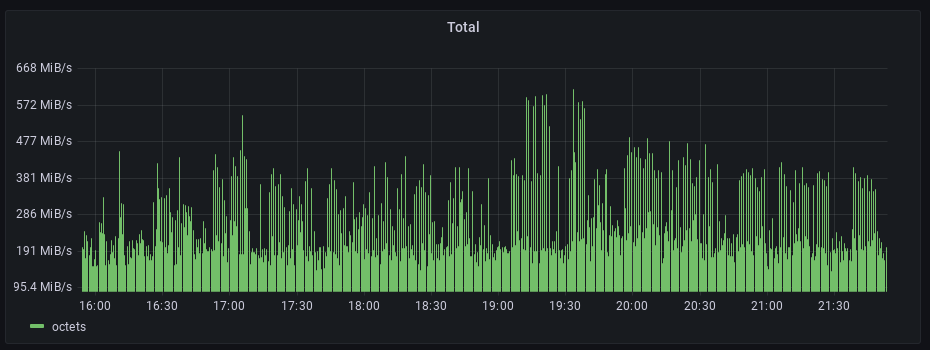 Total
668 MiB/s
572 MiB/s
477 MiB/s
381 MiB/s
286 MiB/s
191 MiB/s
95.4 MiB/s
16:00 16:30 17:00 17:30 18:00 18:30 19:00 19:30 20:00 20:30 21:00 21:30
octets